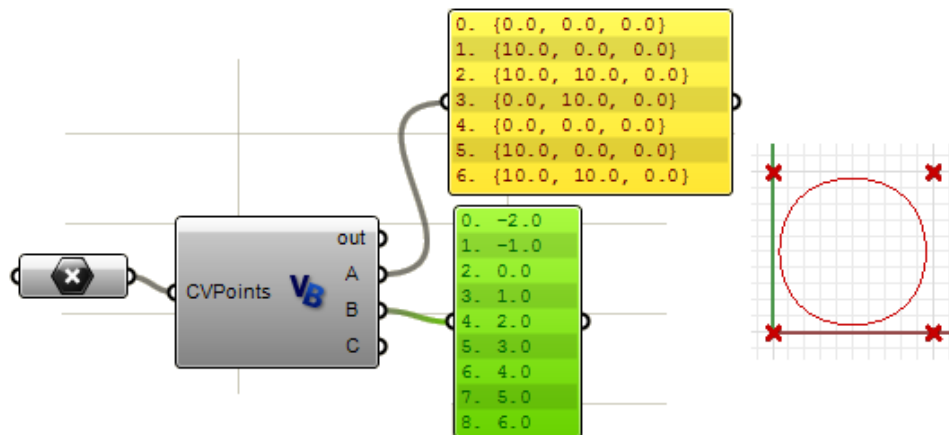 0. {0.0, 0.0, 0.0}
1. {10.0, 0.0, 0.0}
2. {10.0, 10.0, 0.0}
3. {0.0, 10.0, 0.0}
4. {0.0, 0.0, 0.0}
5. {10.0, 0.0, 0.0}
6. {10.0, 10.0, 0.0}
CVPoints
VB
out
A
B
C
0. -2.0
1. -1.0
2. 0.0
3. 1.0
4. 2.0
5. 3.0
6. 4.0
7. 5.0
8. 6.0